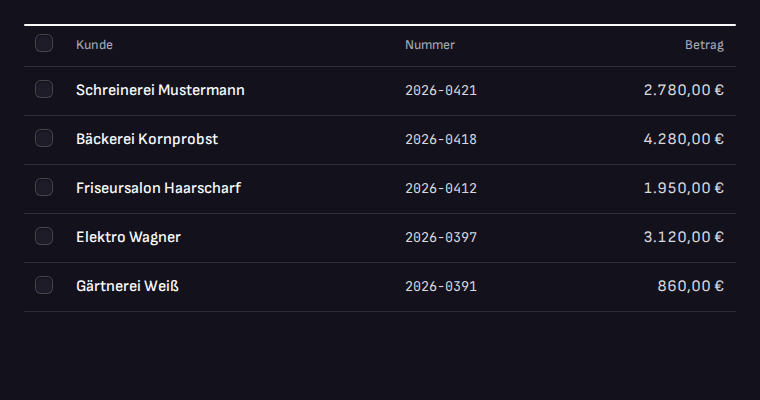 Kunde Nummer Betrag
Schreinerei Mustermann 2026-0421 2.780,00 €
Bäckerei Kornprobst 2026-0418 4.280,00 €
Friseursalon Haarscharf 2026-0412 1.950,00 €
Elektro Wagner 2026-0397 3.120,00 €
Gärtnerei Weiß 2026-0391 860,00 €